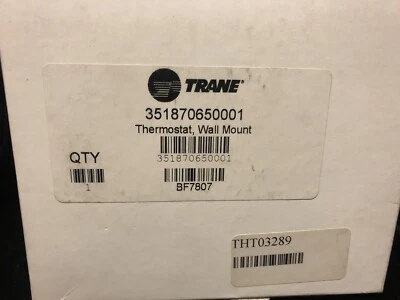 TRANE
351870650001
Thermostat, Wall Mount
351870650001
QTY
1
BF7807
THT03289